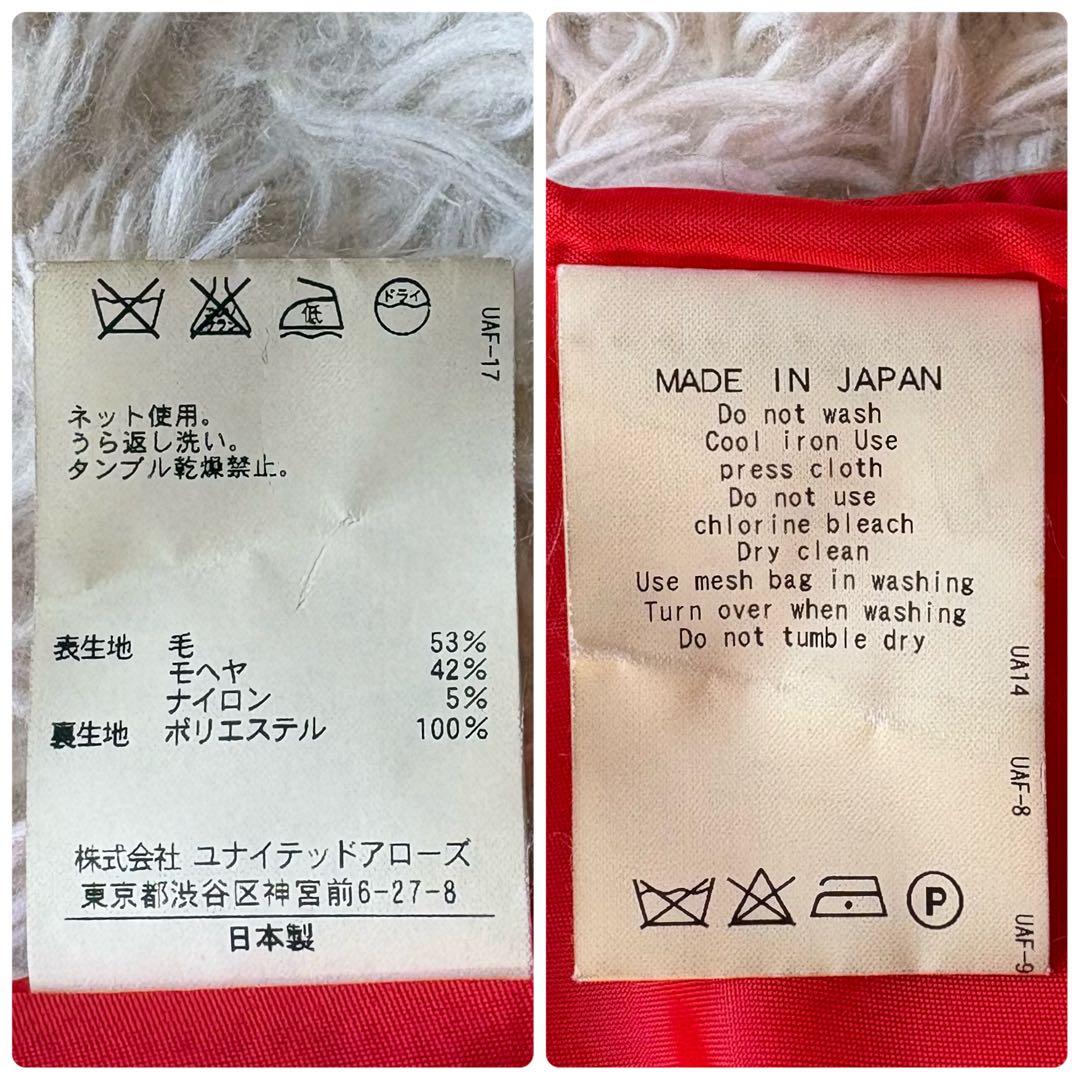 低
ドライ
UAF-17
ネット使用。
うら返し洗い。
タンブル乾燥禁止。
表生地 毛 53%
モヘヤ 42%
ナイロン 5%
裏生地 ポリエステル 100%
株式会社 ユナイテッドアローズ
東京都渋谷区神宮前6-27-8
日本製
MADE IN JAPAN
Do not wash
Cool iron Use
press cloth
Do not use
chlorine bleach
Dry clean
Use mesh bag in washing
Turn over when washing
Do not tumble dry
UA14
UAF-8
P
UAF-9